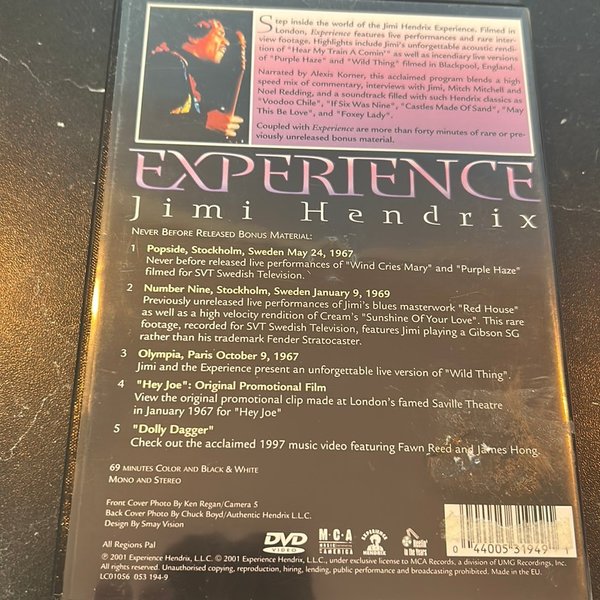 Step inside the world of the Jimi Hendrix Experience. Filmed in
London, Experience features live performances and rare inter-
view footage. Highlights include Jimi's unforgettable acoustic rendi-
tion of "Hear My Train A Comin'" as well as incendiary live versions
of "Purple Haze" and "Wild Thing" filmed in Blackpool, England.
Narrated by Alexis Korner, this acclaimed program blends a high
speed mix of commentary, interviews with Jimi, Mitch Mitchell and
Noel Redding, and a soundtrack filled with such Hendrix classics as
"Voodoo Chile", "If Six Was Nine", "Castles Made Of Sand", "May
This Be Love", and "Foxey Lady".
Coupled with Experience are more than forty minutes of rare or pre-
viously unreleased bonus material.
EXPERIENCE
Jimi Hendrix
NEVER BEFORE RELEASED BONUS MATERIAL:
1 Popside, Stockholm, Sweden May 24, 1967
Never before released live performances of "Wind Cries Mary" and "Purple Haze"
filmed for SVT Swedish Television.
2 Number Nine, Stockholm, Sweden January 9, 1969
Previously unreleased live performances of Jimi's blues masterwork "Red House"
as well as a high velocity rendition of Cream's "Sunshine Of Your Love". This rare
footage, recorded for SVT Swedish Television, features Jimi playing a Gibson SG
rather than his trademark Fender Stratocaster.
3 Olympia, Paris October 9, 1967
Jimi and the Experience present an unforgettable live version of "Wild Thing".
4 "Hey Joe": Original Promotional Film
View the original promotional clip made at London's famed Saville Theatre
in January 1967 for "Hey Joe"
5 "Dolly Dagger"
Check out the acclaimed 1997 music video featuring Fawn Reed and James Hong.
69 MINUTES COLOR AND BLACK & WHITE
MONO AND STEREO
Front Cover Photo By Ken Regan/Camera 5
Back Cover Photo By Chuck Boyd/Authentic Hendrix L.L.C.
Design By Smay Vision
All Regions Pal
DVD
VIDEO
M·C·A
MUSIC
CAMERICA
EXPERIENCE
HENDRIX
Dealin'
in the Years
0 44005 31949 1
℗ 2001 Experience Hendrix, L.L.C. © 2001 Experience Hendrix, L.L.C., under exclusive license to MCA Records, a division of UMG Recordings, Inc.
All rights reserved. Unauthorised copying, reproduction, hiring, lending, public performance and broadcasting prohibited. Made in the EU.
LC01056 053 194-9